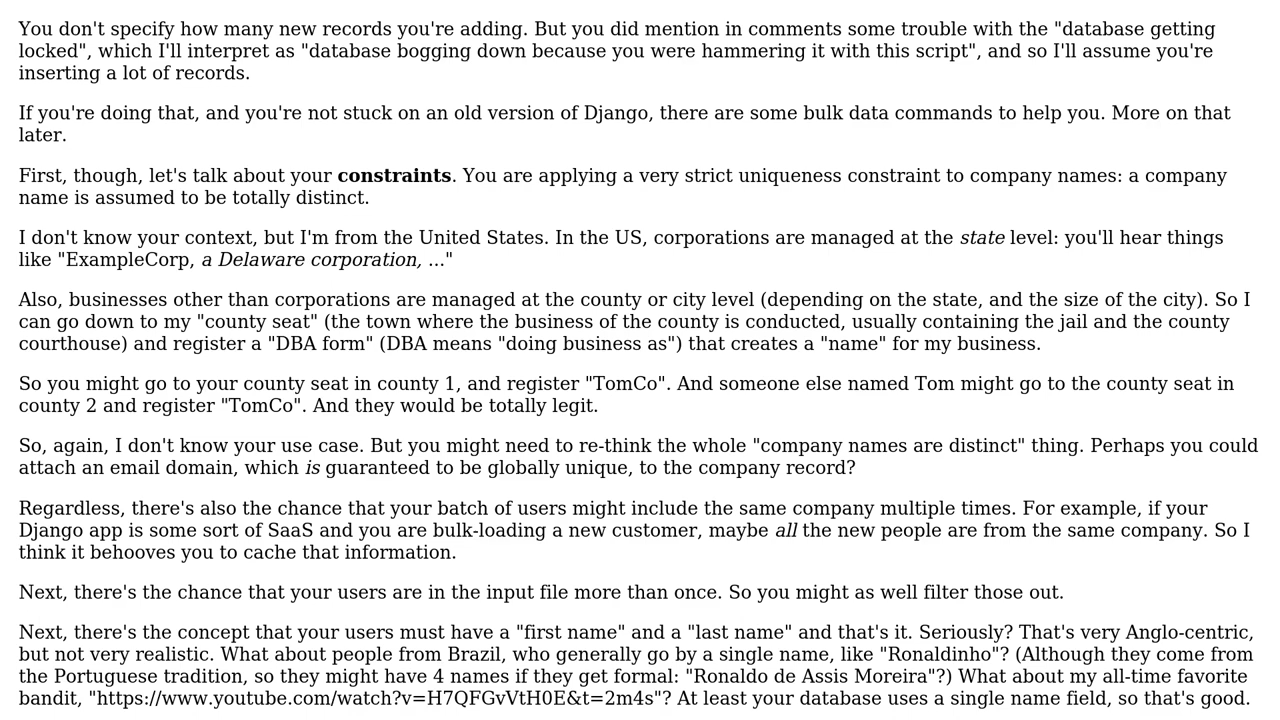 You don't specify how many new records you're adding. But you did mention in comments some trouble with the "database getting
locked", which I'll interpret as "database bogging down because you were hammering it with this script", and so I'll assume you're
inserting a lot of records.
If you're doing that, and you're not stuck on an old version of Django, there are some bulk data commands to help you. More on that
later.
First, though, let's talk about your constraints. You are applying a very strict uniqueness constraint to company names: a company
name is assumed to be totally distinct.
I don't know your context, but I'm from the United States. In the US, corporations are managed at the state level: you'll hear things
like "ExampleCorp, a Delaware corporation, ..."
Also, businesses other than corporations are managed at the county or city level (depending on the state, and the size of the city). So I
can go down to my "county seat" (the town where the business of the county is conducted, usually containing the jail and the county
courthouse) and register a "DBA form" (DBA means "doing business as") that creates a "name" for my business.
So you might go to your county seat in county 1, and register "TomCo". And someone else named Tom might go to the county seat in
county 2 and register "TomCo". And they would be totally legit.
So, again, I don't know your use case. But you might need to re-think the whole "company names are distinct" thing. Perhaps you could
attach an email domain, which is guaranteed to be globally unique, to the company record?
Regardless, there's also the chance that your batch of users might include the same company multiple times. For example, if your
Django app is some sort of SaaS and you are bulk-loading a new customer, maybe all the new people are from the same company. So I
think it behooves you to cache that information.
Next, there's the chance that your users are in the input file more than once. So you might as well filter those out.
Next, there's the concept that your users must have a "first name" and a "last name" and that's it. Seriously? That's very Anglo-centric,
but not very realistic. What about people from Brazil, who generally go by a single name, like "Ronaldinho"? (Although they come from
the Portuguese tradition, so they might have 4 names if they get formal: "Ronaldo de Assis Moreira"?) What about my all-time favorite
bandit, "https://www.youtube.com/watch?v=H7QFGvVtH0E&t=2m4s"? At least your database uses a single name field, so that's good.